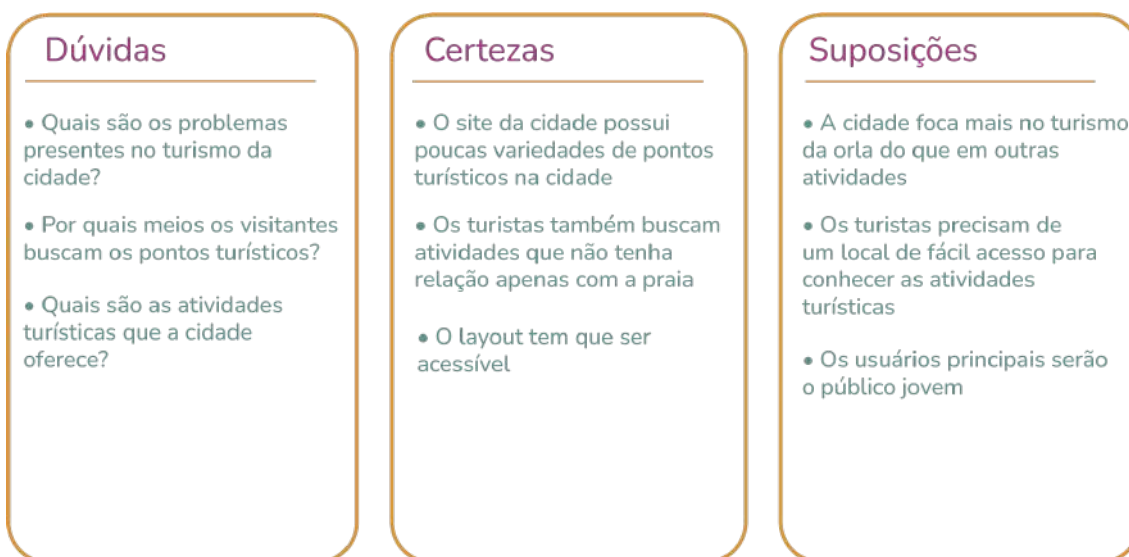 Dúvidas
• Quais são os problemas
presentes no turismo da
cidade?
• Por quais meios os visitantes
buscam os pontos turísticos?
• Quais são as atividades
turísticas que a cidade
oferece?
Certezas
• O site da cidade possui
poucas variedades de pontos
turísticos na cidade
• Os turistas também buscam
atividades que não tenha
relação apenas com a praia
• O layout tem que ser
acessível
Suposições
• A cidade foca mais no turismo
da orla do que em outras
atividades
• Os turistas precisam de
um local de fácil acesso para
conhecer as atividades
turísticas
• Os usuários principais serão
o público jovem